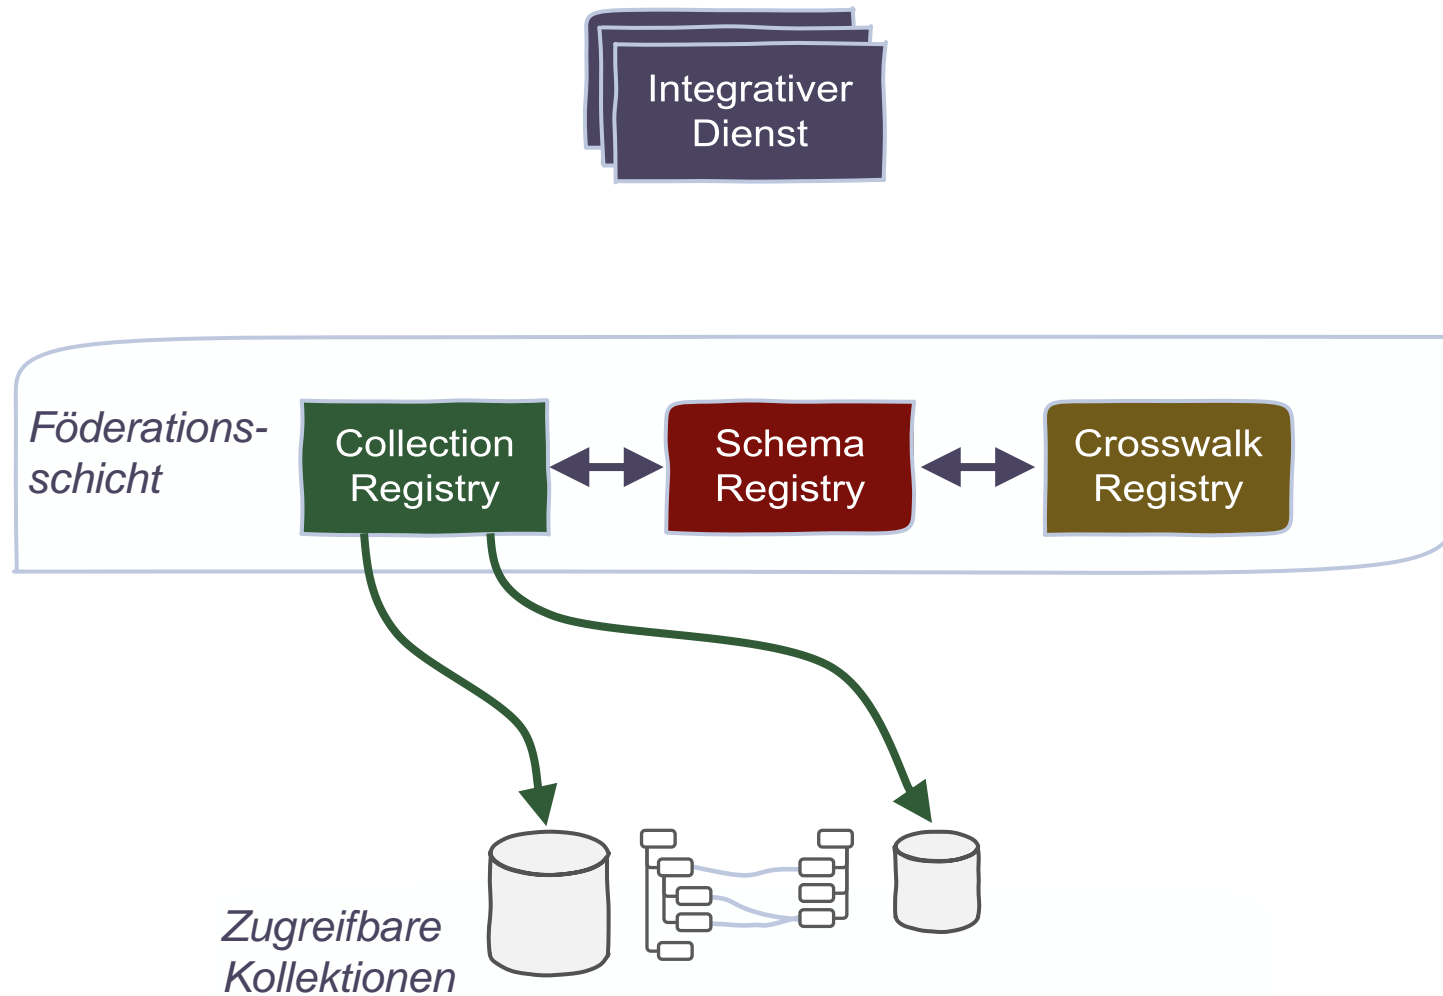 Integrativer
Dienst
Föderations-
schicht
Collection
Registry
Schema
Registry
Crosswalk
Registry
Zugreifbare
Kollektionen